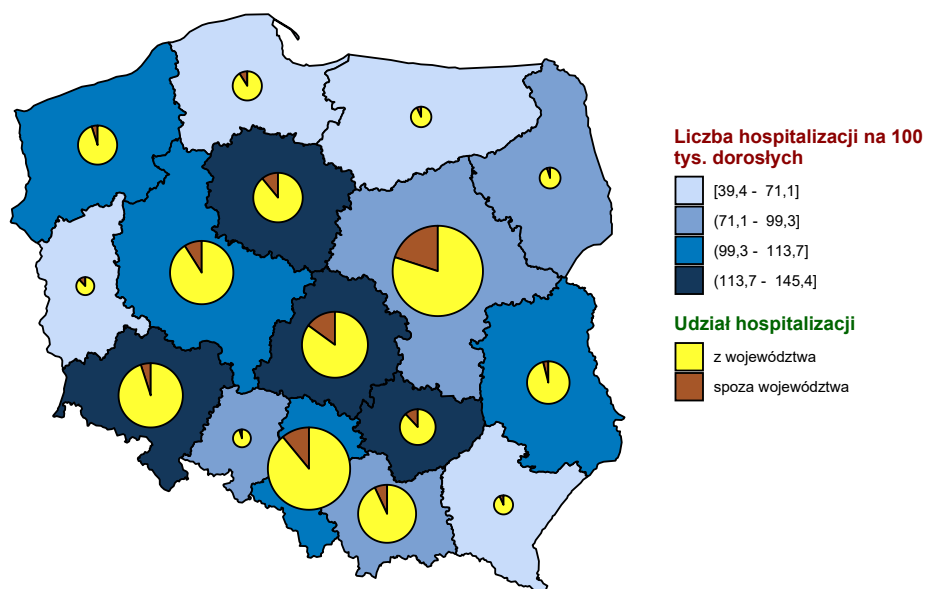 Liczba hospitalizacji na 100
tys. dorosłych
[39,4 - 71,1]
(71,1 - 99,3]
(99,3 - 113,7]
(113,7 - 145,4]
Udział hospitalizacji
z województwa
spoza województwa